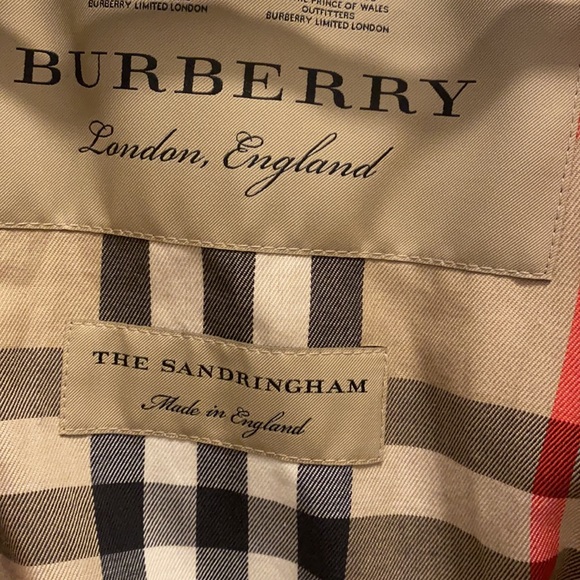 BURBERRY LIMITED LONDON
PRINCE OF WALES
OUTFITTERS
BURBERRY LIMITED LONDON
BURBERRY
London, England
THE SANDRINGHAM
Made in England